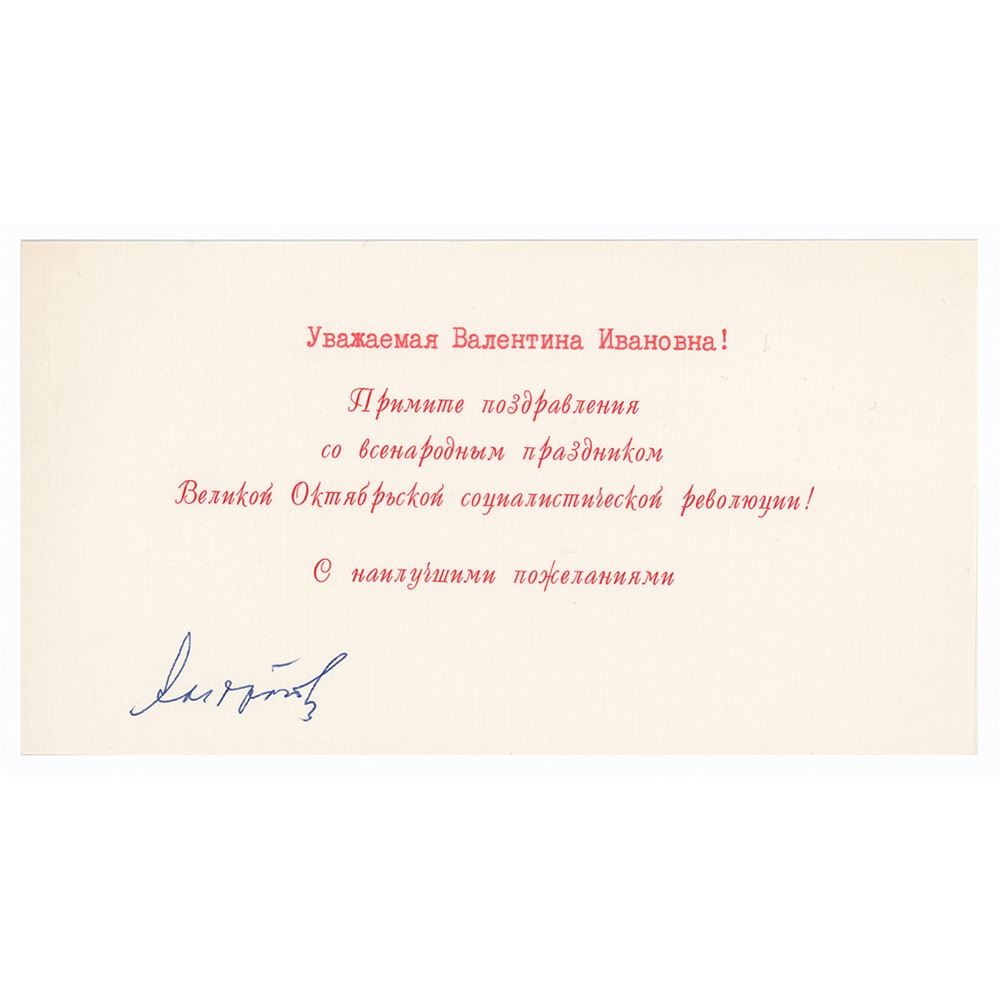 Уважаемая Валентина Ивановна!
Примите поздравления
со всенародным праздником
Великой Октябрьской социалистической революции!
С наилучшими пожеланиями